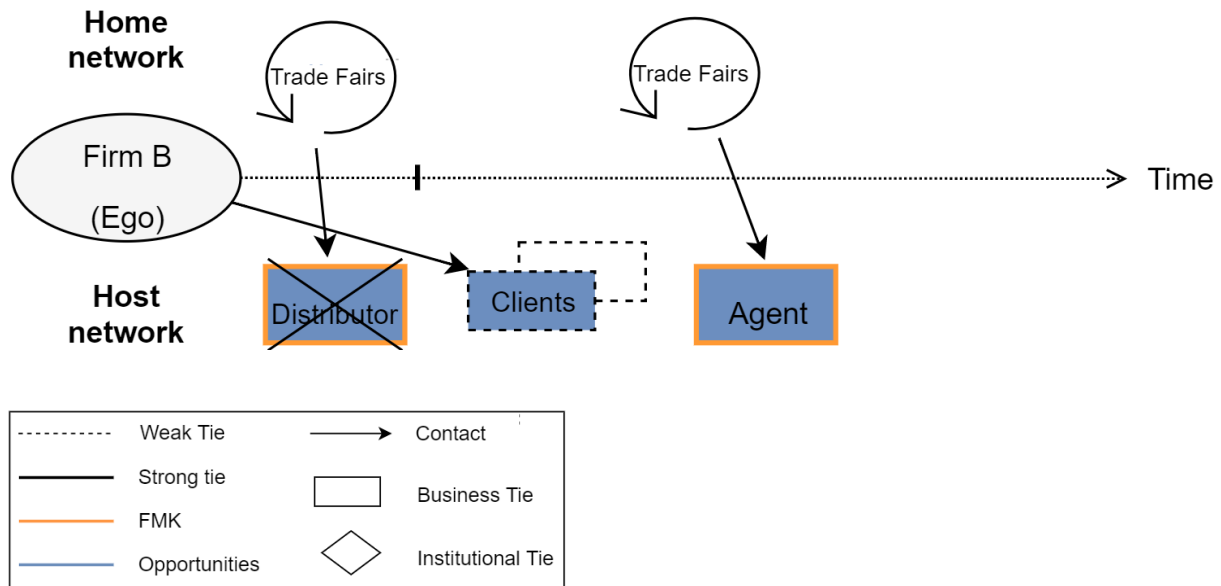 Home
network
Trade Fairs
Trade Fairs
Firm B
(Ego)
Time
Host
network
Distributor
Clients
Agent
Weak Tie
Contact
Strong tie
Business Tie
FMK
Opportunities
Institutional Tie